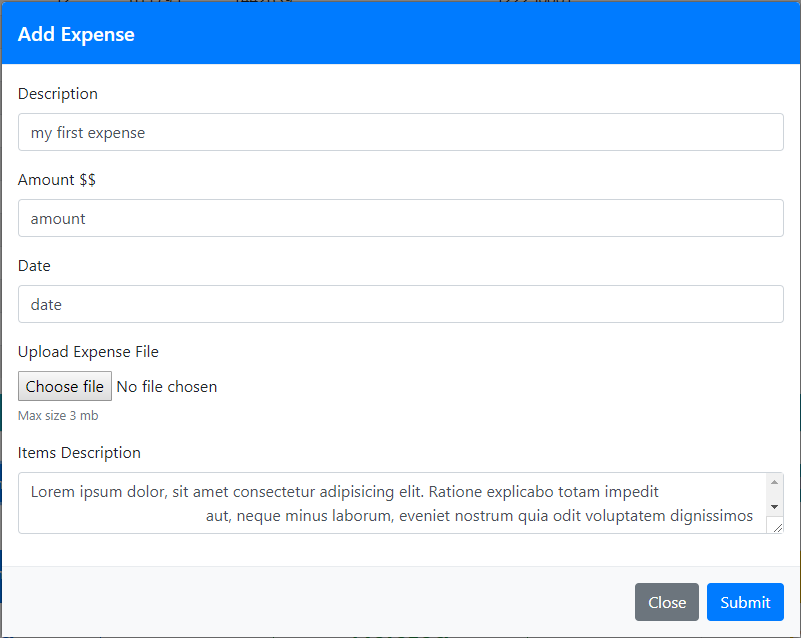 Add Expense
Description
my first expense
Amount $$
amount
Date
date
Upload Expense File
Choose file No file chosen
Max size 3 mb
Items Description
Lorem ipsum dolor, sit amet consectetur adipisicing elit. Ratione explicabo totam impedit
aut, neque minus laborum, eveniet nostrum quia odit voluptatem dignissimos
Close Submit